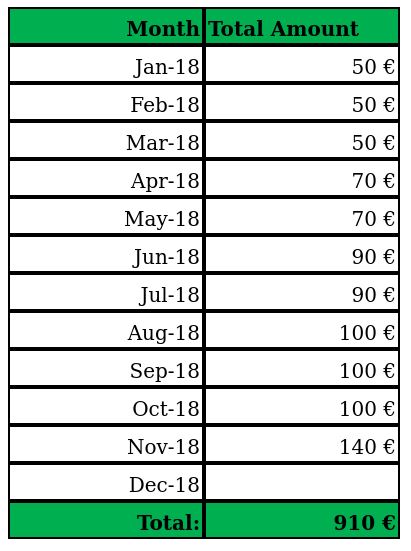 Month Total Amount
Jan-18 50 €
Feb-18 50 €
Mar-18 50 €
Apr-18 70 €
May-18 70 €
Jun-18 90 €
Jul-18 90 €
Aug-18 100 €
Sep-18 100 €
Oct-18 100 €
Nov-18 140 €
Dec-18
Total: 910 €